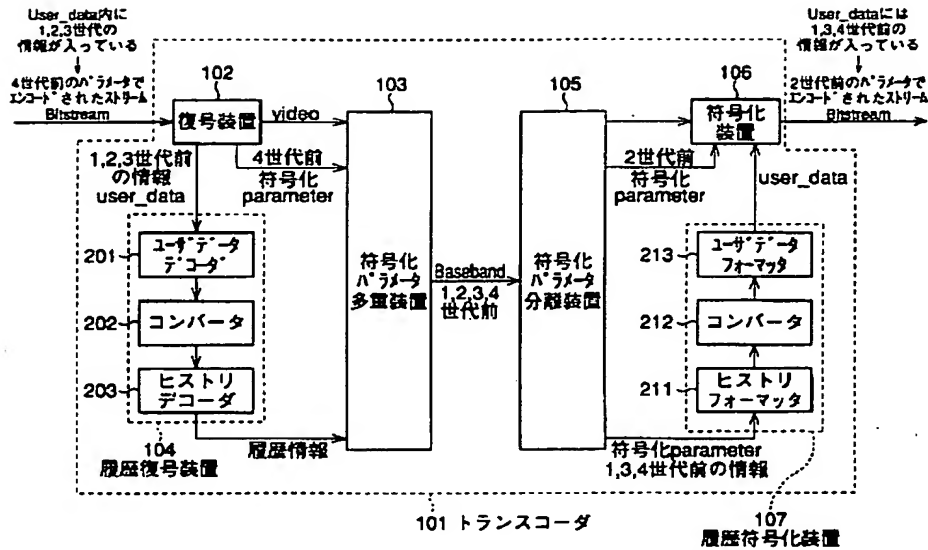 User_data内に
1,2,3世代の
情報が入っている
↓
4世代前のパラメータで
エンコードされたストリーム
Bitstream
User_dataには
1,3,4世代前の
情報が入っている
↓
2世代前のパラメータで
エンコードされたストリーム
Bitstream
102
復号装置
video
103
105
106
符号化
装置
1,2,3世代前
の情報
user_data
4世代前
符号化
parameter
2世代前
符号化
parameter
user_data
201
ユーザデータ
デコーダ
202
コンバータ
203
ヒストリ
デコーダ
104
履歴復号装置
履歴情報
符号化
パラメータ
多重装置
Baseband
1,2,3,4
世代前
符号化
パラメータ
分離装置
213
ユーザデータ
フォーマッタ
212
コンバータ
211
ヒストリ
フォーマッタ
符号化parameter
1,3,4世代前の情報
101 トランスコーダ
107
履歴符号化装置